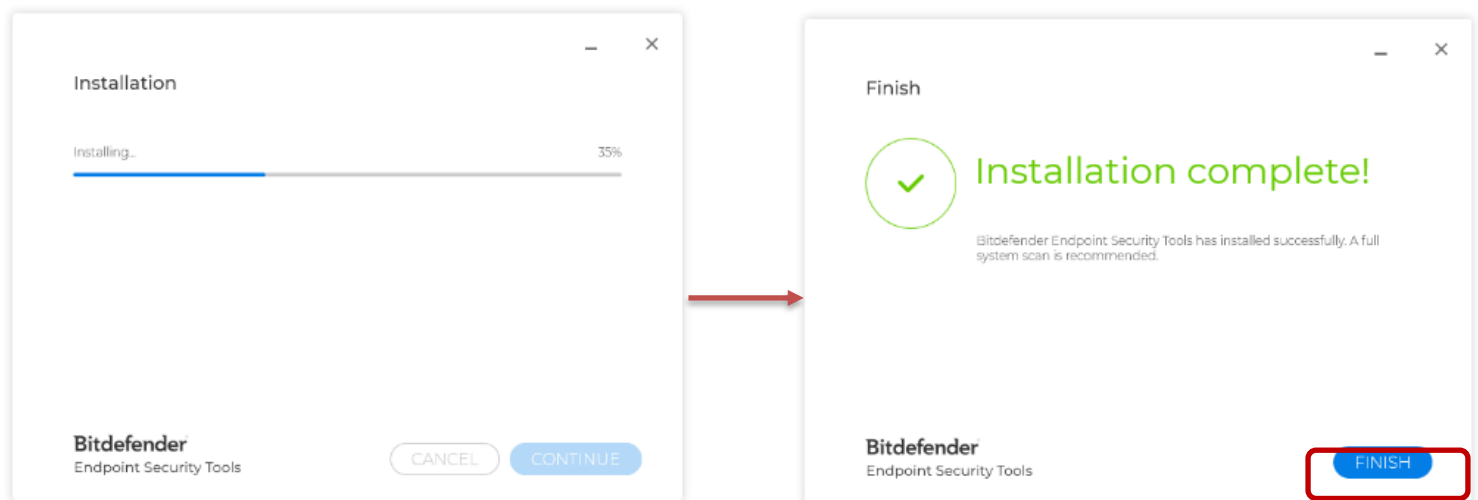 Installation
Installing...
35%
Bitdefender
Endpoint Security Tools
CANCEL
CONTINUE
Finish
Installation complete!
Bitdefender Endpoint Security Tools has installed successfully. A full
system scan is recommended.
Bitdefender
Endpoint Security Tools
FINISH